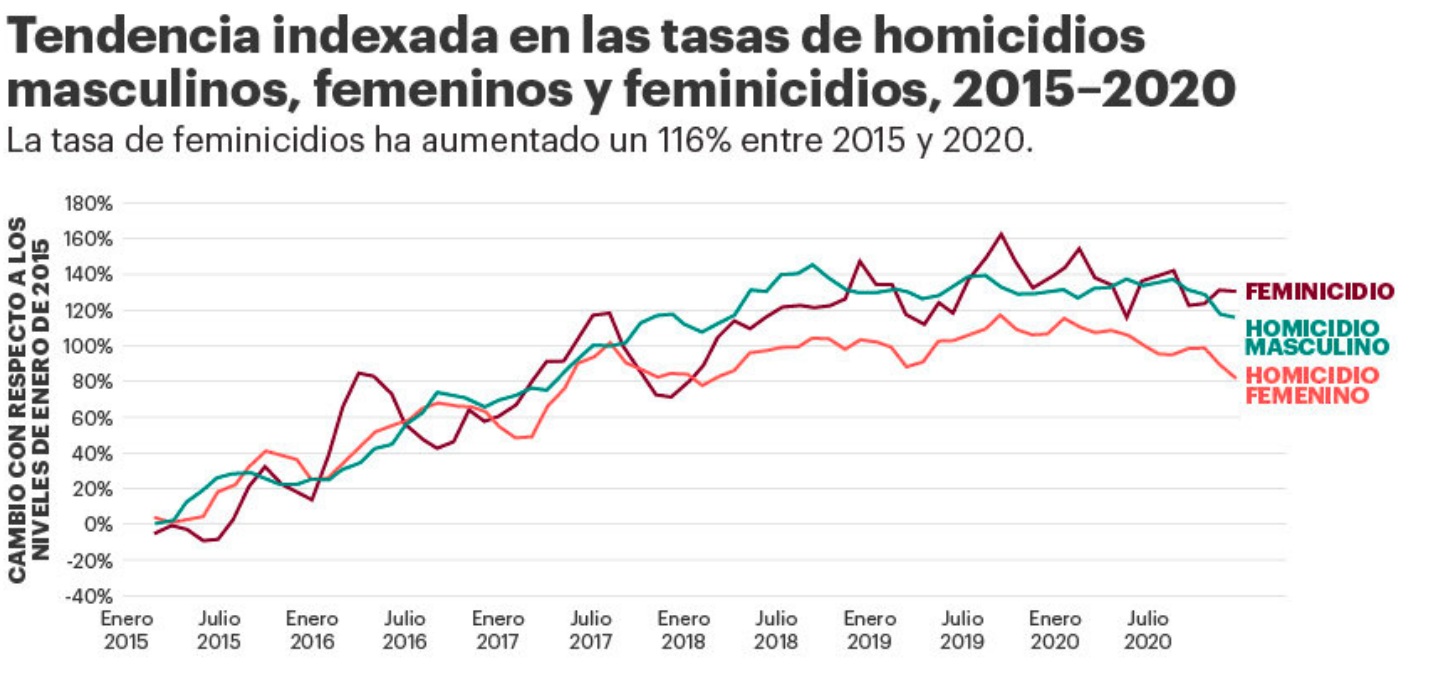 Tendencia indexada en las tasas de homicidios
masculinos, femeninos y feminicidios, 2015–2020
La tasa de feminicidios ha aumentado un 116% entre 2015 y 2020.
CAMBIO CON RESPECTO A LOS
NIVELES DE ENERO DE 2015
180%
160%
140%
120%
100%
80%
60%
40%
20%
0%
-20%
-40%
FEMINICIDIO
HOMICIDIO
MASCULINO
HOMICIDIO
FEMENINO
Enero Julio Enero Julio Enero Julio Enero Julio Enero Julio Enero Julio
2015 2015 2016 2016 2017 2017 2018 2018 2019 2019 2020 2020